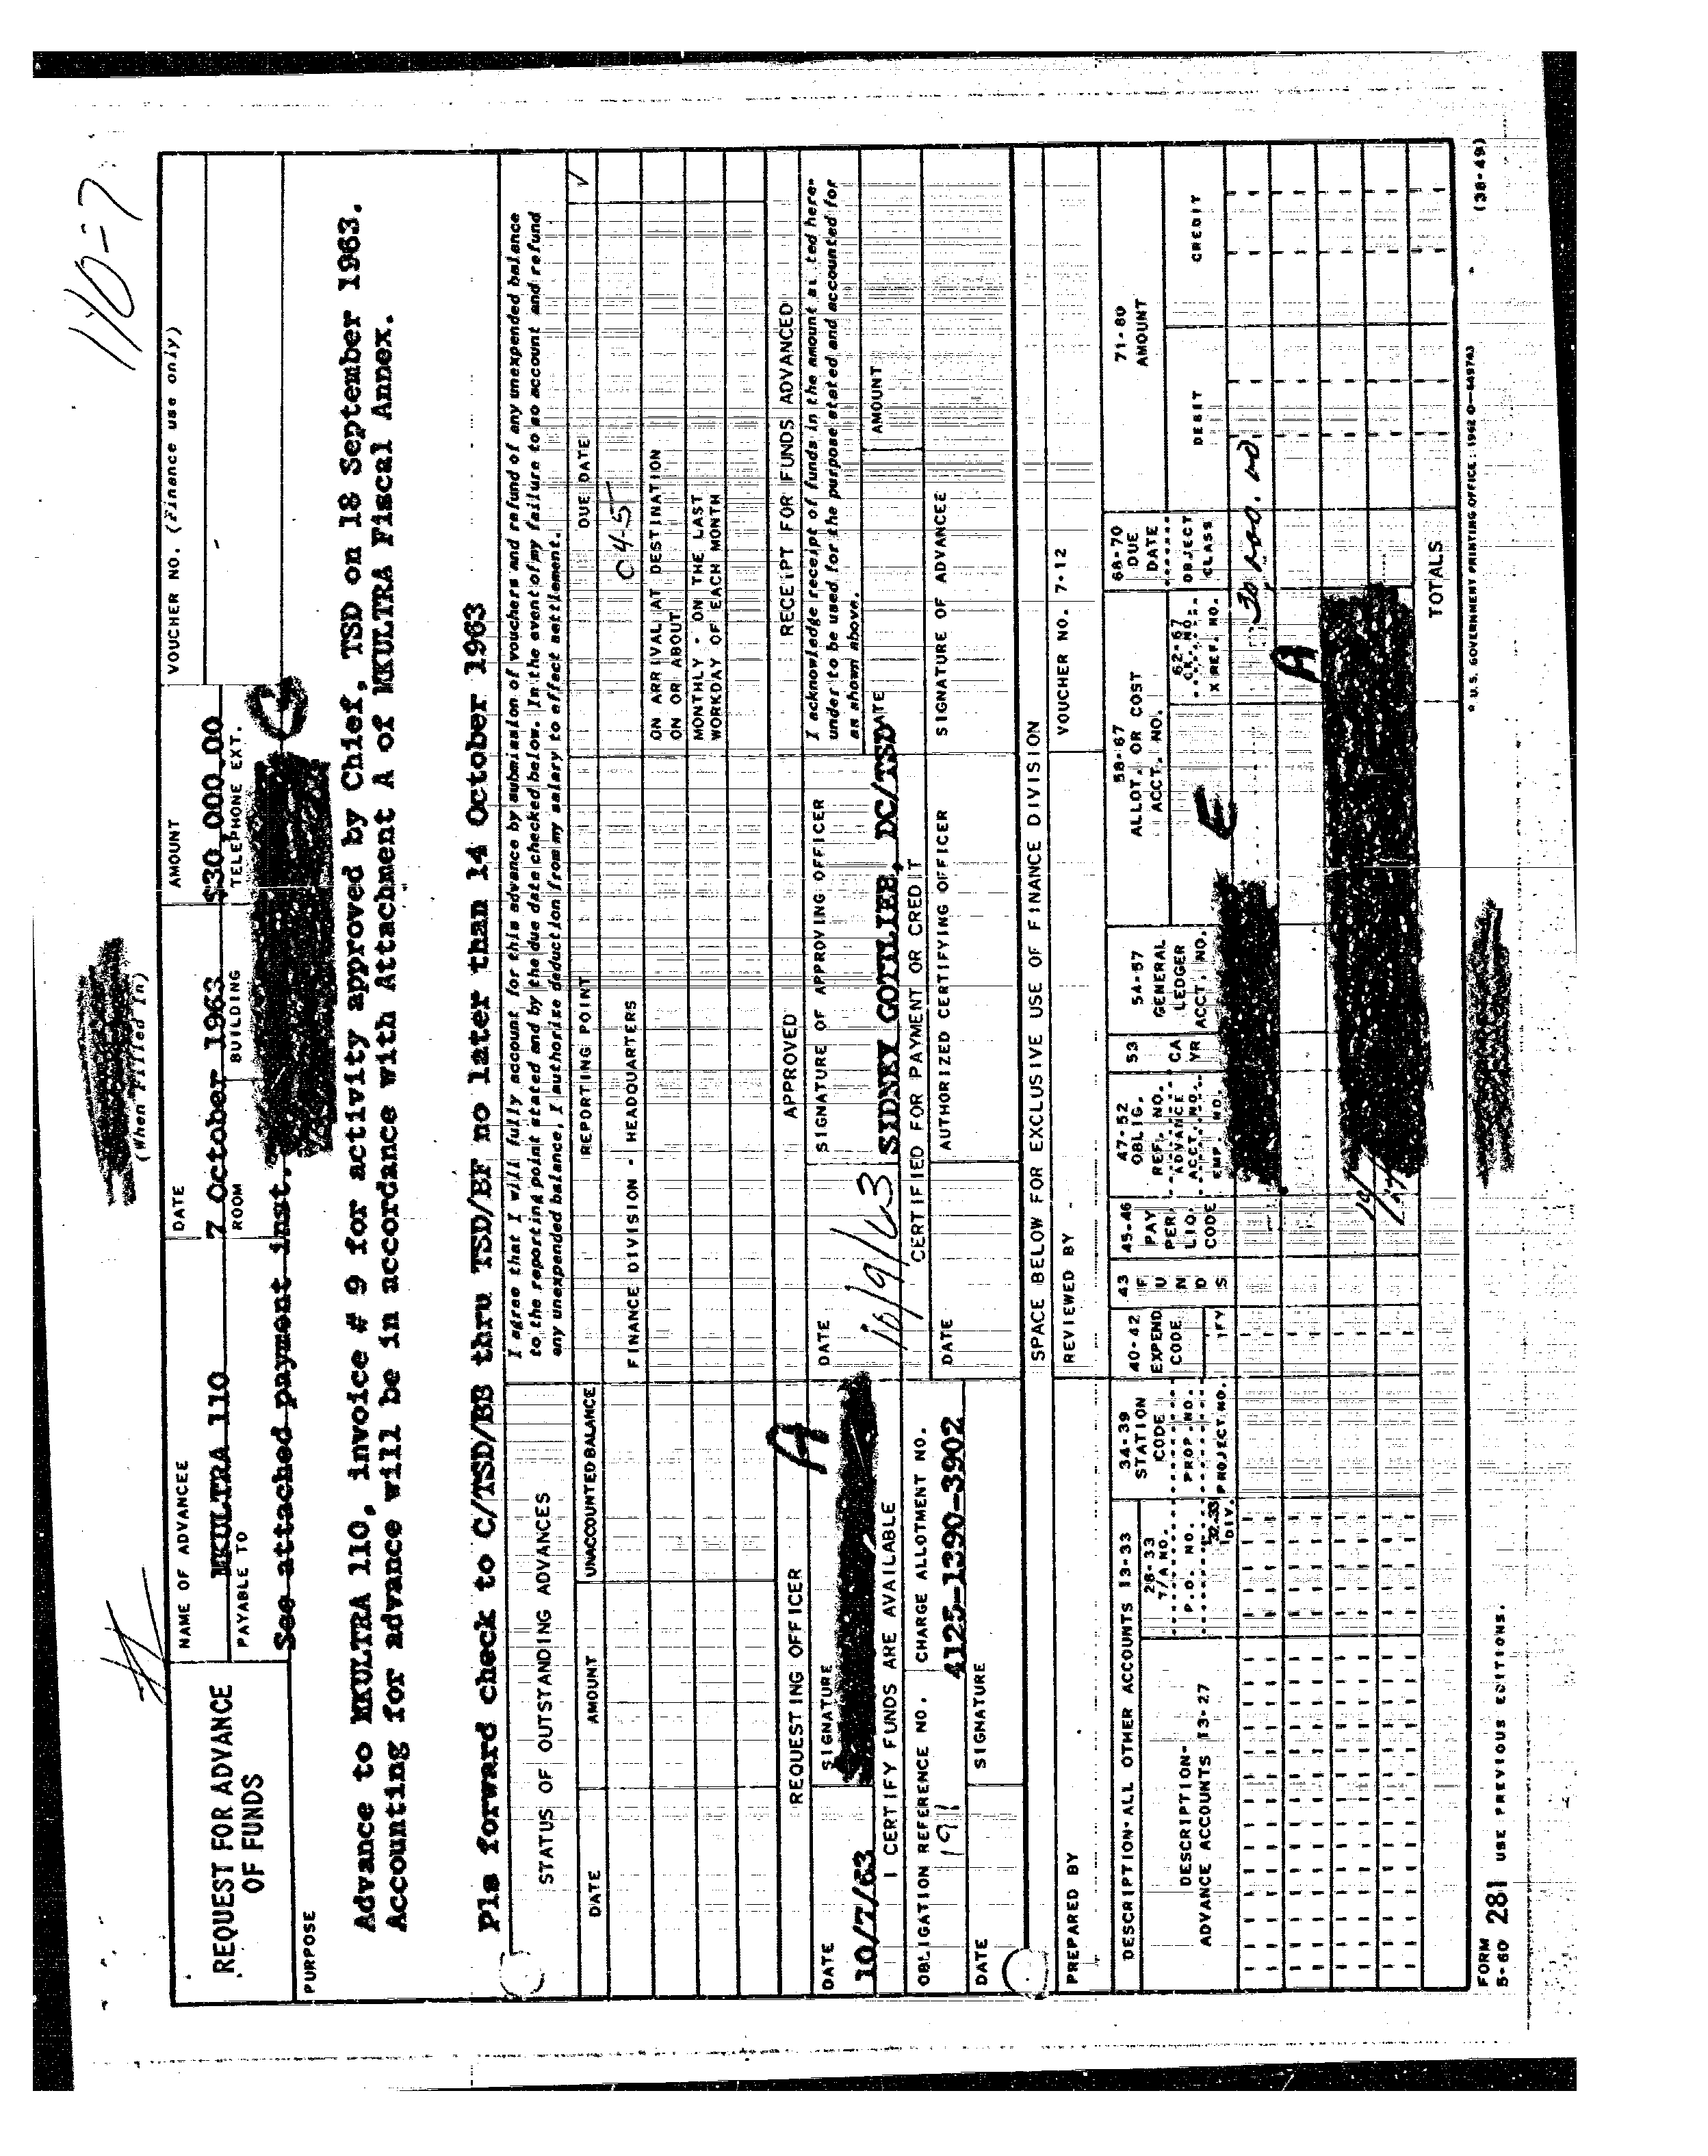 110-7
(When Filled In)
REQUEST FOR ADVANCE
OF FUNDS
NAME OF ADVANCEE
MKULTRA 110
DATE
7 October 1963
AMOUNT
$30,000.00
VOUCHER NO. (Finance use only)
PAYABLE TO
See attached payment inst.
ROOM
BUILDING
TELEPHONE EXT.
C
PURPOSE
Advance to MKULTRA 110, invoice # 9 for activity approved by Chief, TSD on 18 September 1963.
Accounting for advance will be in accordance with Attachment A of MKULTRA Fiscal Annex.
Pls forward check to C/TSD/BB thru TSD/BF no later than 14 October 1963
STATUS OF OUTSTANDING ADVANCES
I agree that I will fully account for this advance by submission of vouchers and refund of any unexpended balance
to the reporting point stated and by the due date checked below. In the event of my failure to so account and refund
any unexpended balance, I authorize deduction from my salary to effect settlement.
DATE
AMOUNT
UNACCOUNTED BALANCE
REPORTING POINT
DUE DATE
✓
FINANCE DIVISION - HEADQUARTERS
04-5
ON ARRIVAL AT DESTINATION
ON OR ABOUT
MONTHLY - ON THE LAST
WORKDAY OF EACH MONTH
REQUESTING OFFICER
A
APPROVED
RECEIPT FOR FUNDS ADVANCED
DATE
10/7/63
SIGNATURE
DATE
10/9/63
SIGNATURE OF APPROVING OFFICER
SIDNEY GOTTLIEB, DC/TSD
I acknowledge receipt of funds in the amount stated here-
under to be used for the purpose stated and accounted for
as shown above.
DATE
AMOUNT
I CERTIFY FUNDS ARE AVAILABLE
CERTIFIED FOR PAYMENT OR CREDIT
OBLIGATION REFERENCE NO.
191
CHARGE ALLOTMENT NO.
4125-1390-3902
DATE
AUTHORIZED CERTIFYING OFFICER
SIGNATURE OF ADVANCEE
DATE
SIGNATURE
SPACE BELOW FOR EXCLUSIVE USE OF FINANCE DIVISION
PREPARED BY
REVIEWED BY
VOUCHER NO. 7-12
DESCRIPTION-ALL OTHER ACCOUNTS 13-33
DESCRIPTION-
ADVANCE ACCOUNTS 13-27
28-33
T/A NO.
P.O. NO.
32-33
DIV.
34-39
STATION
CODE
PROP. NO.
PROJECT NO.
40-42
EXPEND
CODE
FY
43
F
U
N
D
S
45-46
PAY
PER.
LIQ.
CODE
47-52
OBLIG.
REF. NO.
ADVANCE
ACCT. NO.
EMP. NO.
53
CA
YR
54-57
GENERAL
LEDGER
ACCT. NO.
58-67
ALLOT. OR COST
ACCT. NO.
62-67
CK. NO.
X REF. NO.
68-70
DUE
DATE
OBJECT
CLASS
71-80
AMOUNT
DEBIT
CREDIT
E
30,000.00
A
TOTALS
FORM
5-60 281 USE PREVIOUS EDITIONS.
* U.S. GOVERNMENT PRINTING OFFICE : 1962 O-649763
(38-49)